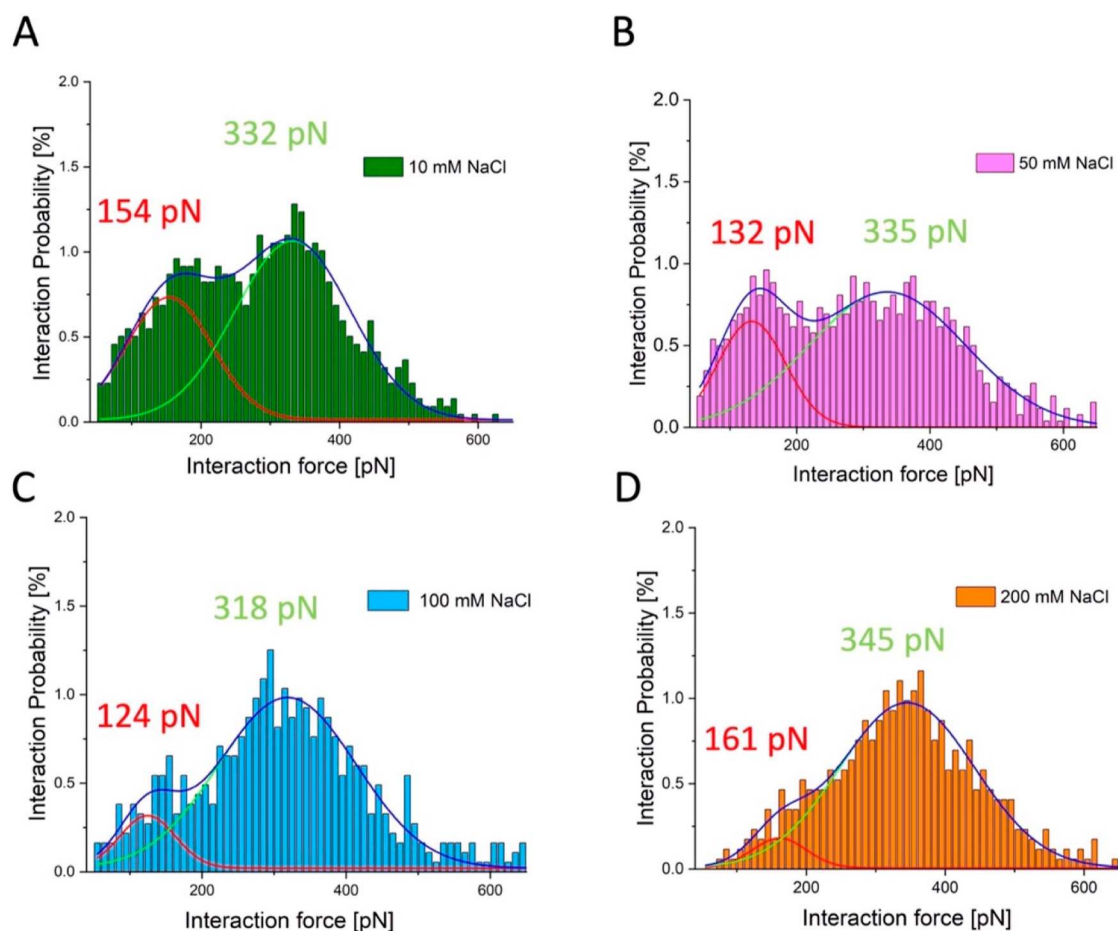 A
2.0
1.5
1.0
0.5
0.0
332 pN
10 mM NaCl
154 pN
Interaction Probability [%]
200
400
600
Interaction force [pN]
B
2.0
1.5
1.0
0.5
0.0
50 mM NaCl
132 pN
335 pN
Interaction Probability [%]
200
400
600
Interaction force [pN]
C
2.0
1.5
1.0
0.5
0.0
318 pN
100 mM NaCl
124 pN
Interaction Probability [%]
200
400
600
Interaction force [pN]
D
2.0
1.5
1.0
0.5
0.0
200 mM NaCl
345 pN
161 pN
Interaction Probability [%]
200
400
600
Interaction force [pN]